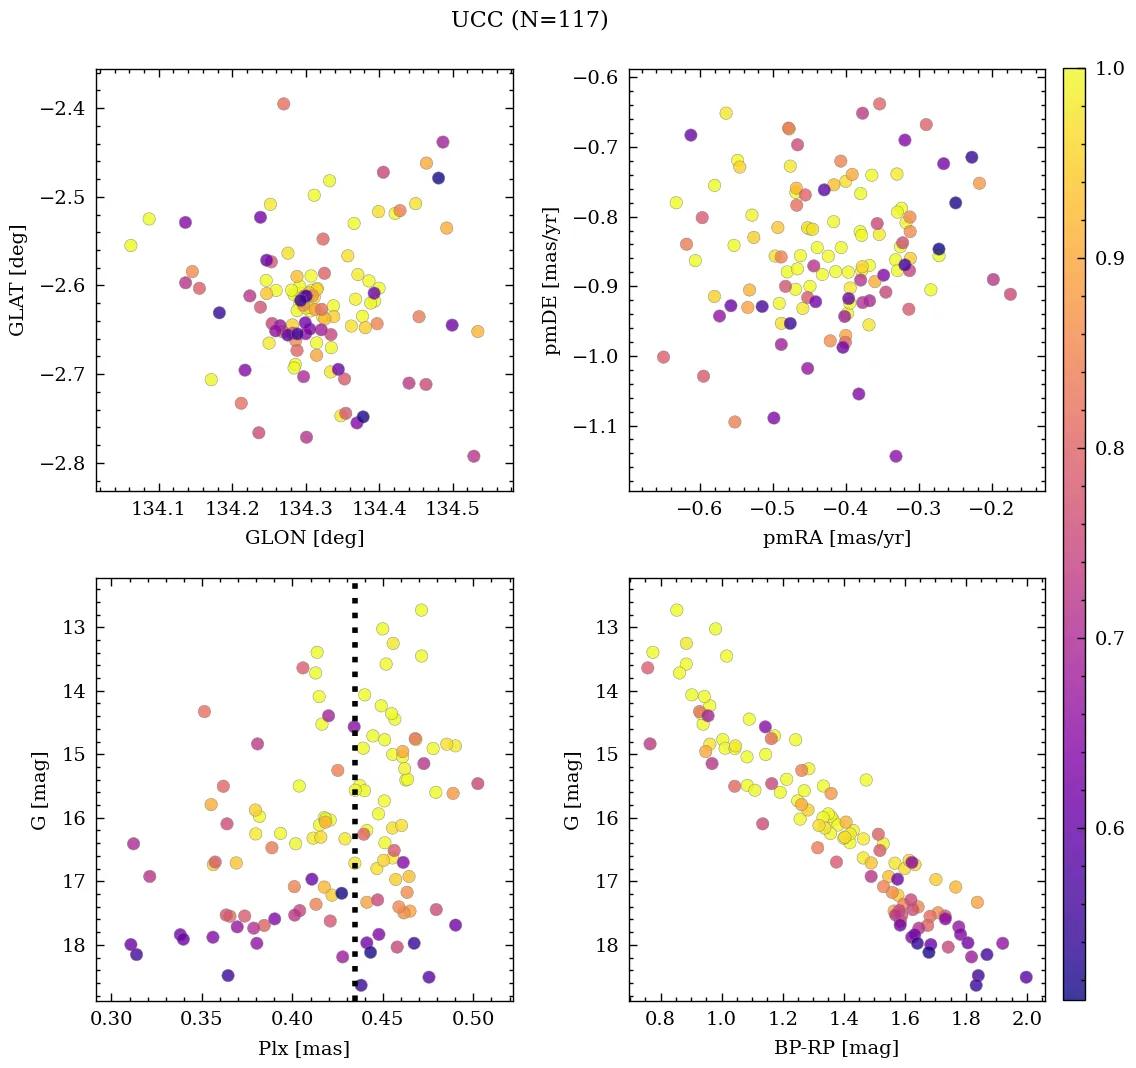 UCC (N=117)
−2.4
−2.5
−2.6
−2.7
−2.8
GLAT [deg]
134.1 134.2 134.3 134.4 134.5
GLON [deg]
−0.6
−0.7
−0.8
−0.9
−1.0
−1.1
pmDE [mas/yr]
−0.6 −0.5 −0.4 −0.3 −0.2
pmRA [mas/yr]
13
14
15
16
17
18
G [mag]
0.30 0.35 0.40 0.45 0.50
Plx [mas]
13
14
15
16
17
18
G [mag]
0.8 1.0 1.2 1.4 1.6 1.8 2.0
BP-RP [mag]
1.0
0.9
0.8
0.7
0.6